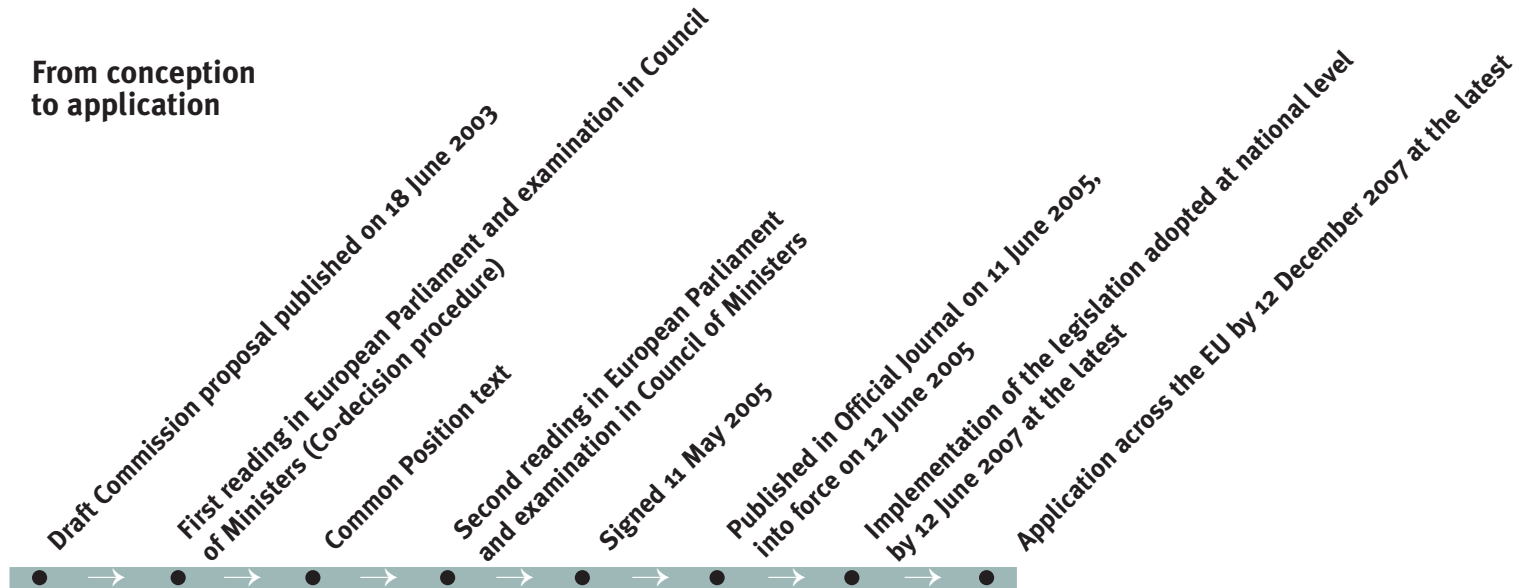 From conception
to application
Draft Commission proposal published on 18 June 2003
First reading in European Parliament and examination in Council
of Ministers (Co-decision procedure)
Common Position text
Second reading in European Parliament
and examination in Council of Ministers
Signed 11 May 2005
Published in Official Journal on 11 June 2005,
into force on 12 June 2005
Implementation of the legislation adopted at national level
by 12 June 2007 at the latest
Application across the EU by 12 December 2007 at the latest